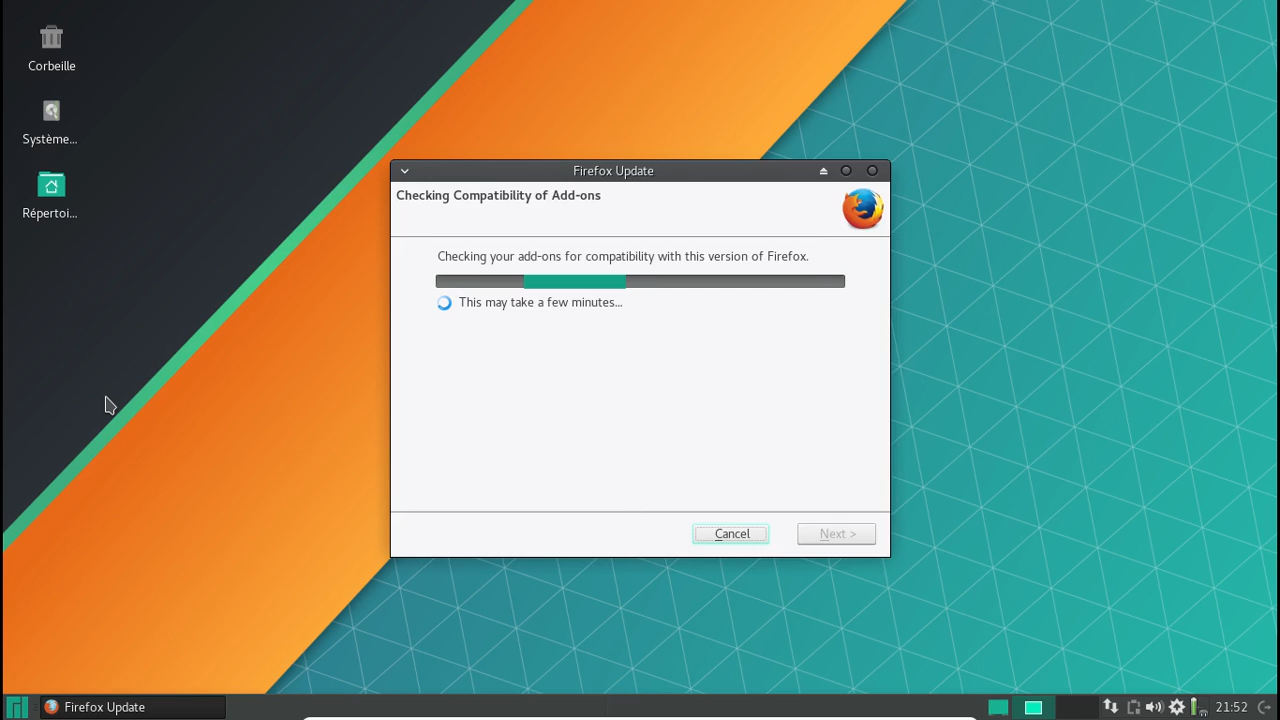 Corbeille
Système...
Répertoi...
Firefox Update
Checking Compatibility of Add-ons
Checking your add-ons for compatibility with this version of Firefox.
This may take a few minutes...
Cancel
Next >
Firefox Update
21:52